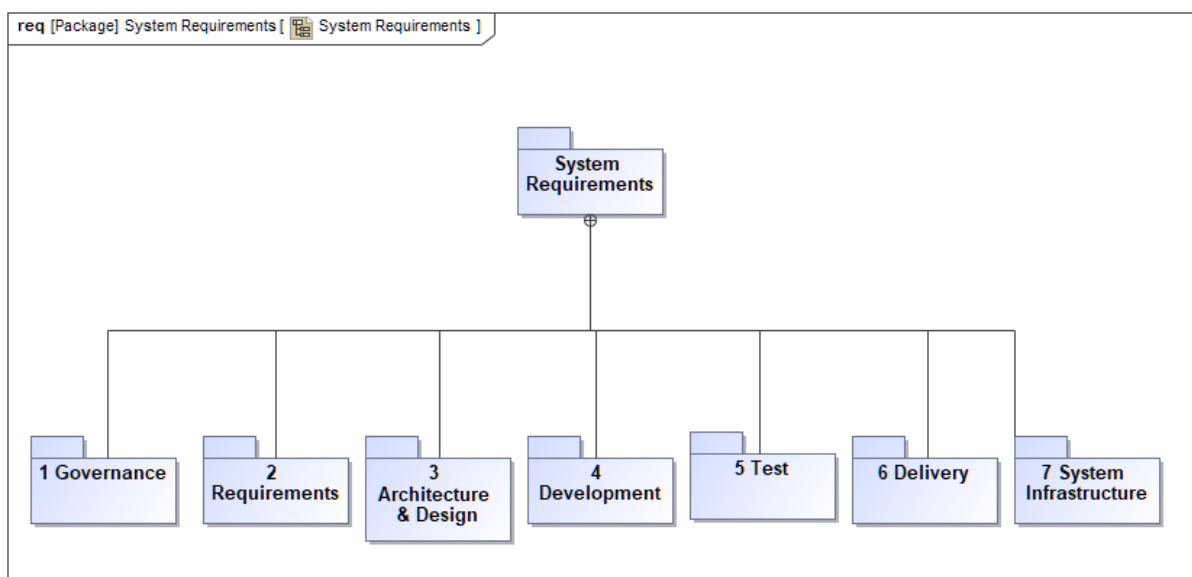 req [Package] System Requirements [ System Requirements ]
System
Requirements
1 Governance
2
Requirements
3
Architecture
& Design
4
Development
5 Test
6 Delivery
7 System
Infrastructure